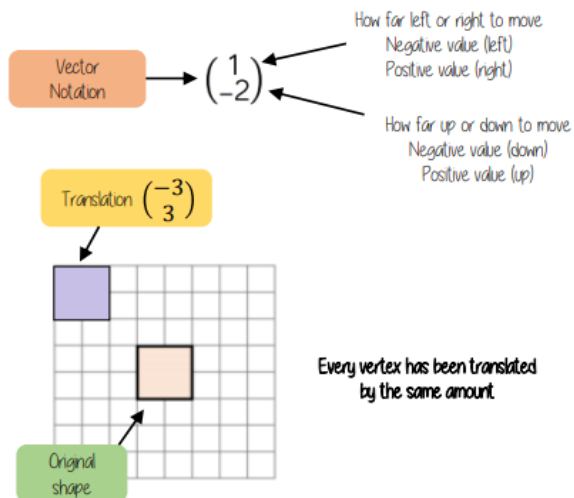 How far left or right to move
Negative value (left)
Positive value (right)
Vector
Notation
(1
-2)
How far up or down to move
Negative value (down)
Positive value (up)
Translation (-3
3)
Every vertex has been translated
by the same amount
Original
shape